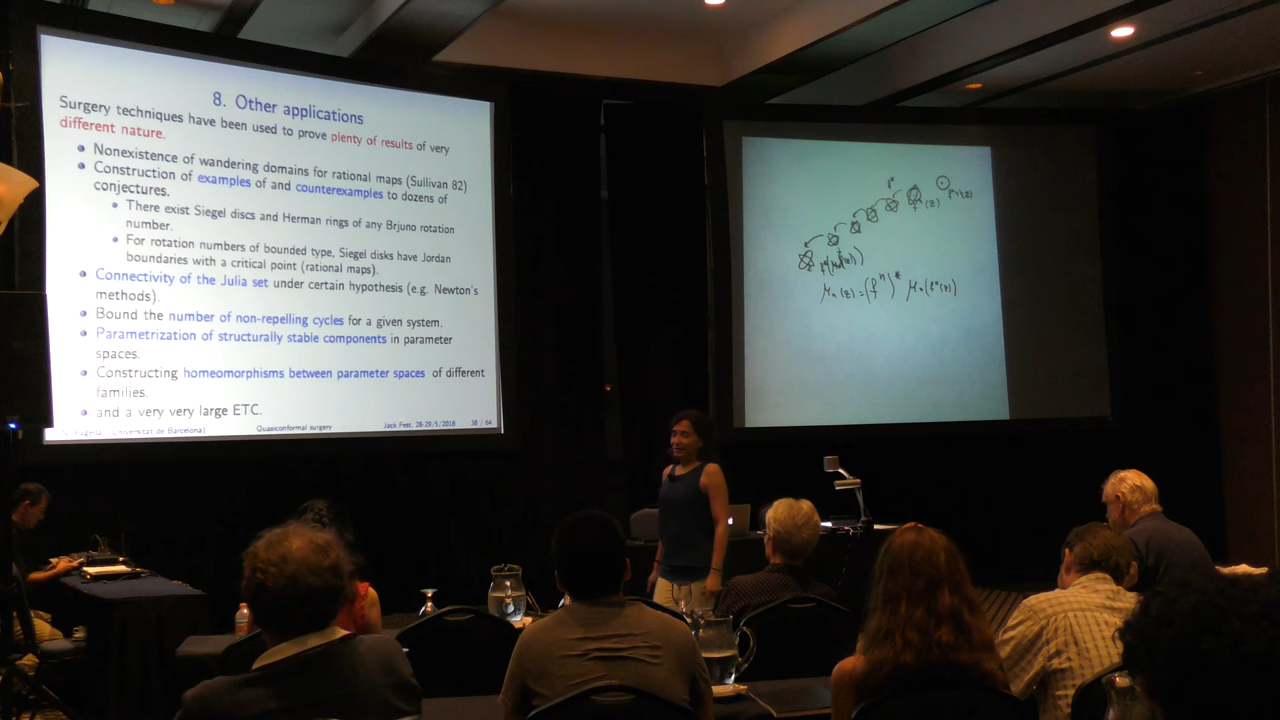 8. Other applications
Surgery techniques have been used to prove plenty of results of very
different nature.
Nonexistence of wandering domains for rational maps (Sullivan 82)
Construction of examples of and counterexamples to dozens of
conjectures.
There exist Siegel discs and Herman rings of any Brjuno rotation
number.
For rotation numbers of bounded type, Siegel disks have Jordan
boundaries with a critical point (rational maps).
Connectivity of the Julia set under certain hypothesis (e.g. Newton's
methods).
Bound the number of non-repelling cycles for a given system.
Parametrization of structurally stable components in parameter
spaces.
Constructing homeomorphisms between parameter spaces of different
families.
and a very very large ETC.
(Universitat de Barcelona) Quasiconformal surgery Jack Fest, 26-29/5/2016 38 / 64